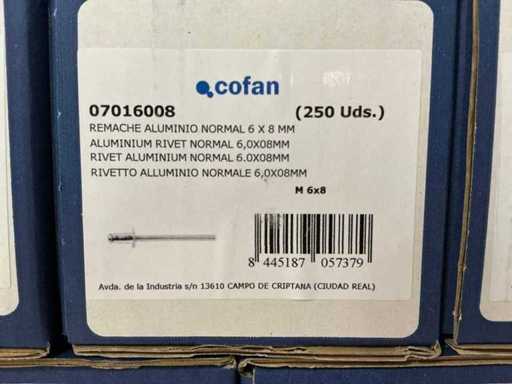 cofan
07016008 (250 Uds.)
REMACHE ALUMINIO NORMAL 6 X 8 MM
ALUMINIUM RIVET NORMAL 6,0X08MM
RIVET ALUMINIUM NORMAL 6.0X08MM
RIVETTO ALLUMINIO NORMALE 6,0X08MM
M 6x8
8 445187 057379
Avda. de la Industria s/n 13610 CAMPO DE CRIPTANA (CIUDAD REAL)